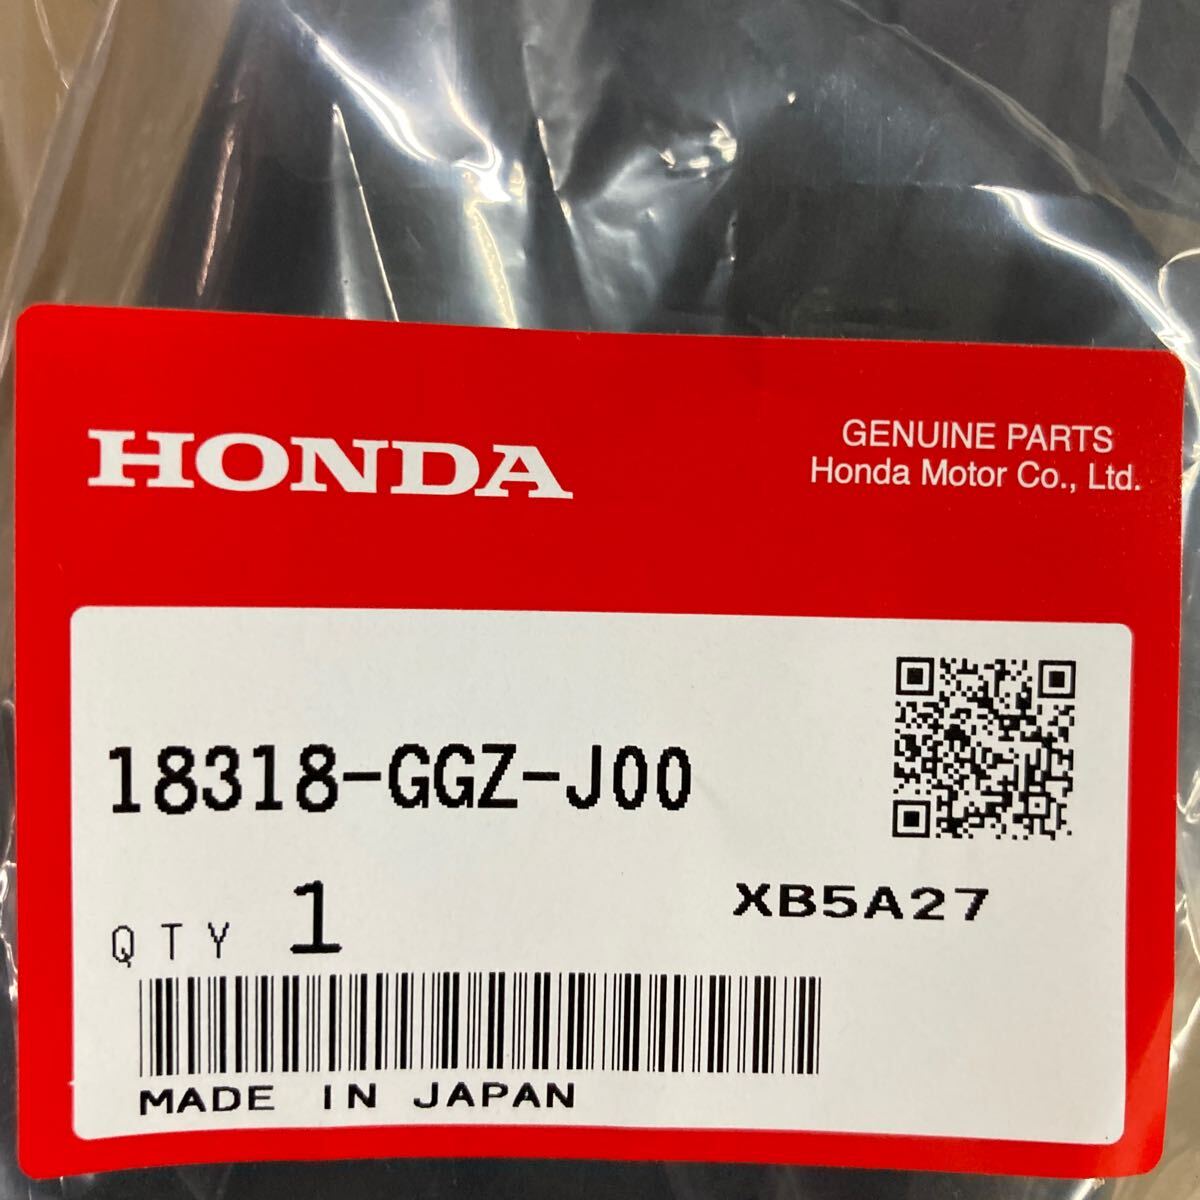 HONDA
GENUINE PARTS
Honda Motor Co., Ltd.
18318-GGZ-J00
QTY 1
XB5A27
MADE IN JAPAN